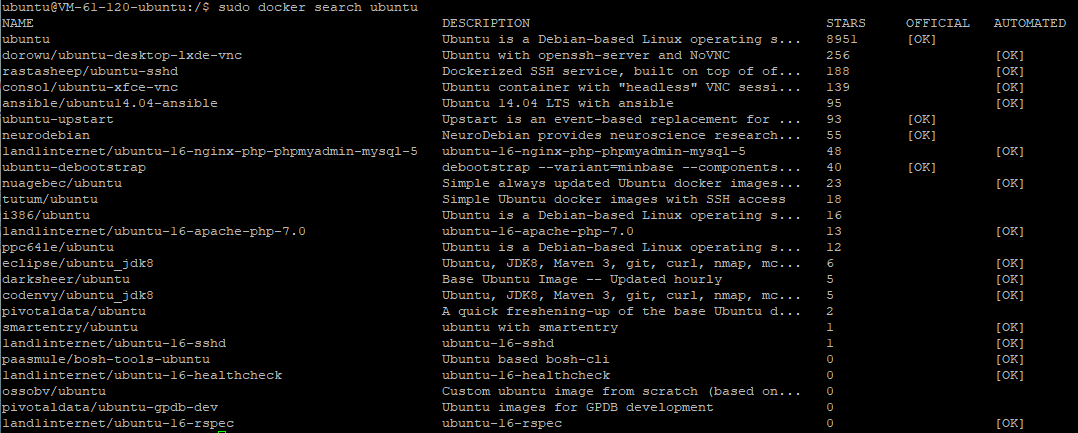 ubuntu@VM-61-120-ubuntu:/$ sudo docker search ubuntu
NAME DESCRIPTION STARS OFFICIAL AUTOMATED
ubuntu Ubuntu is a Debian-based Linux operating s... 8951 [OK]
dorowu/ubuntu-desktop-lxde-vnc Ubuntu with openssh-server and NoVNC 256 [OK]
rastasheep/ubuntu-sshd Dockerized SSH service, built on top of of... 188 [OK]
consol/ubuntu-xfce-vnc Ubuntu container with "headless" VNC sessi... 139 [OK]
ansible/ubuntu14.04-ansible Ubuntu 14.04 LTS with ansible 95 [OK]
ubuntu-upstart Upstart is an event-based replacement for ... 93 [OK]
neurodebian NeuroDebian provides neuroscience research... 55 [OK]
landlinternet/ubuntu-16-nginx-php-phpmyadmin-mysql-5 ubuntu-16-nginx-php-phpmyadmin-mysql-5 48 [OK]
ubuntu-debootstrap debootstrap --variant=minbase --components... 40 [OK]
nuagebec/ubuntu Simple always updated Ubuntu docker images... 23 [OK]
tutum/ubuntu Simple Ubuntu docker images with SSH access 18
i386/ubuntu Ubuntu is a Debian-based Linux operating s... 16
landlinternet/ubuntu-16-apache-php-7.0 ubuntu-16-apache-php-7.0 13 [OK]
ppc64le/ubuntu Ubuntu is a Debian-based Linux operating s... 12
eclipse/ubuntu_jdk8 Ubuntu, JDK8, Maven 3, git, curl, nmap, mc... 6 [OK]
darksheer/ubuntu Base Ubuntu Image -- Updated hourly 5 [OK]
codenvy/ubuntu_jdk8 Ubuntu, JDK8, Maven 3, git, curl, nmap, mc... 5 [OK]
pivotaldata/ubuntu A quick freshening-up of the base Ubuntu d... 2
smartentry/ubuntu ubuntu with smartentry 1 [OK]
landlinternet/ubuntu-16-sshd ubuntu-16-sshd 1 [OK]
paasmule/bosh-tools-ubuntu Ubuntu based bosh-cli 0 [OK]
landlinternet/ubuntu-16-healthcheck ubuntu-16-healthcheck 0 [OK]
ossobv/ubuntu Custom ubuntu image from scratch (based on... 0
pivotaldata/ubuntu-gpdb-dev Ubuntu images for GPDB development 0
landlinternet/ubuntu-16-rspec ubuntu-16-rspec 0 [OK]